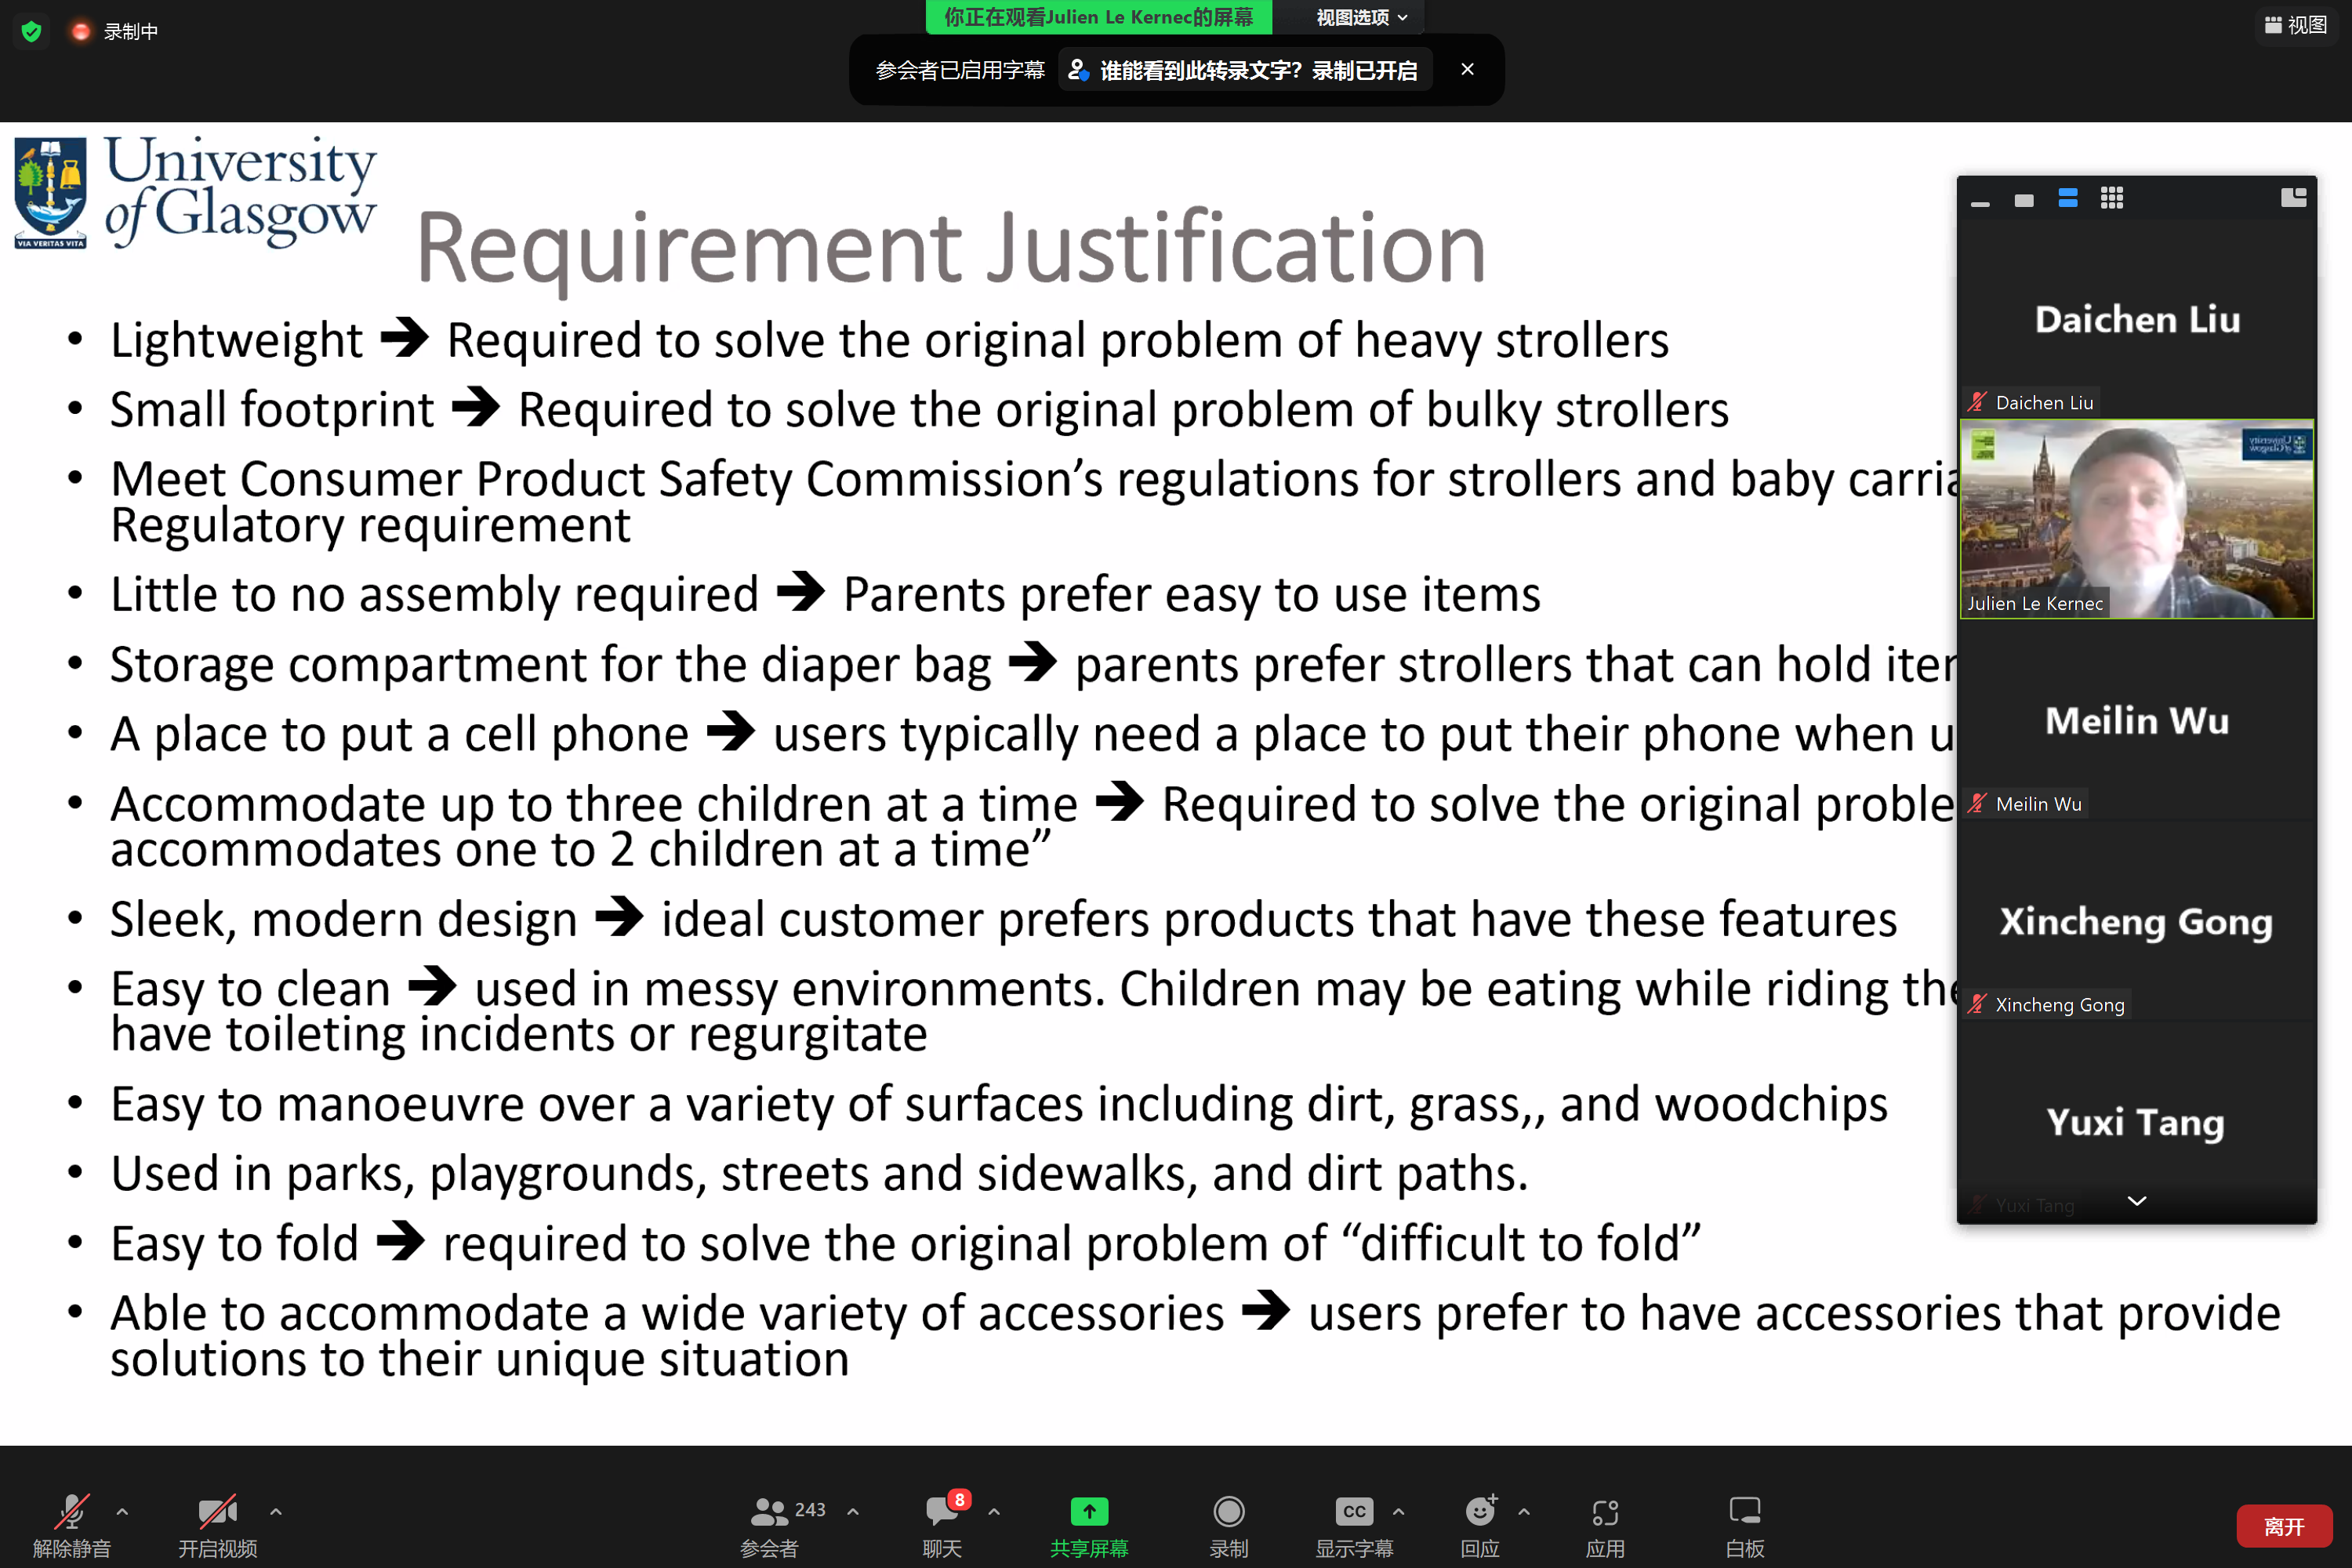 录制中
你正在观看Julien Le Kernec的屏幕
视图选项
视图
参会者已启用字幕
谁能看到此转录文字？录制已开启
University
of Glasgow
VIA VERITAS VITA
Requirement Justification
• Lightweight ➔ Required to solve the original problem of heavy strollers
• Small footprint ➔ Required to solve the original problem of bulky strollers
• Meet Consumer Product Safety Commission’s regulations for strollers and baby
Regulatory requirement
• Little to no assembly required ➔ Parents prefer easy to use items
• Storage compartment for the diaper bag ➔ parents prefer strollers that can hold
• A place to put a cell phone ➔ users typically need a place to put their phone when
• Accommodate up to three children at a time ➔ Required to solve the original
accommodates one to 2 children at a time”
• Sleek, modern design ➔ ideal customer prefers products that have these features
• Easy to clean ➔ used in messy environments. Children may be eating while riding
have toileting incidents or regurgitate
• Easy to manoeuvre over a variety of surfaces including dirt, grass,, and woodchips
• Used in parks, playgrounds, streets and sidewalks, and dirt paths.
• Easy to fold ➔ required to solve the original problem of “difficult to fold”
• Able to accommodate a wide variety of accessories ➔ users prefer to have accessories that provide
solutions to their unique situation
Daichen Liu
Daichen Liu
Julien Le Kernec
Meilin Wu
Meilin Wu
Xincheng Gong
Xincheng Gong
Yuxi Tang
Yuxi Tang
解除静音
开启视频
243
参会者
8
聊天
共享屏幕
录制
CC
显示字幕
回应
应用
白板
离开